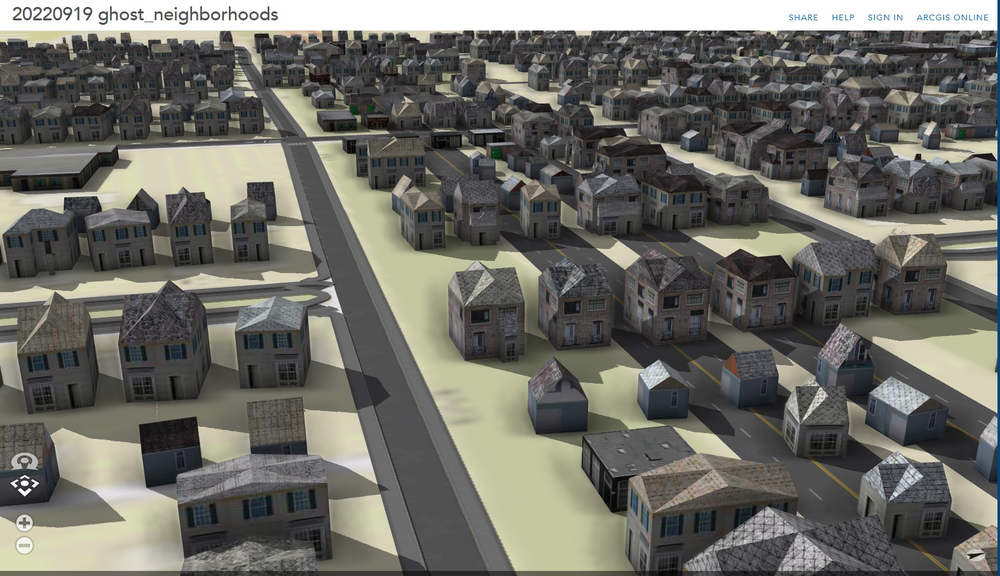 20220919 ghost_neighborhoods
SHARE HELP SIGN IN ARCGIS ONLINE